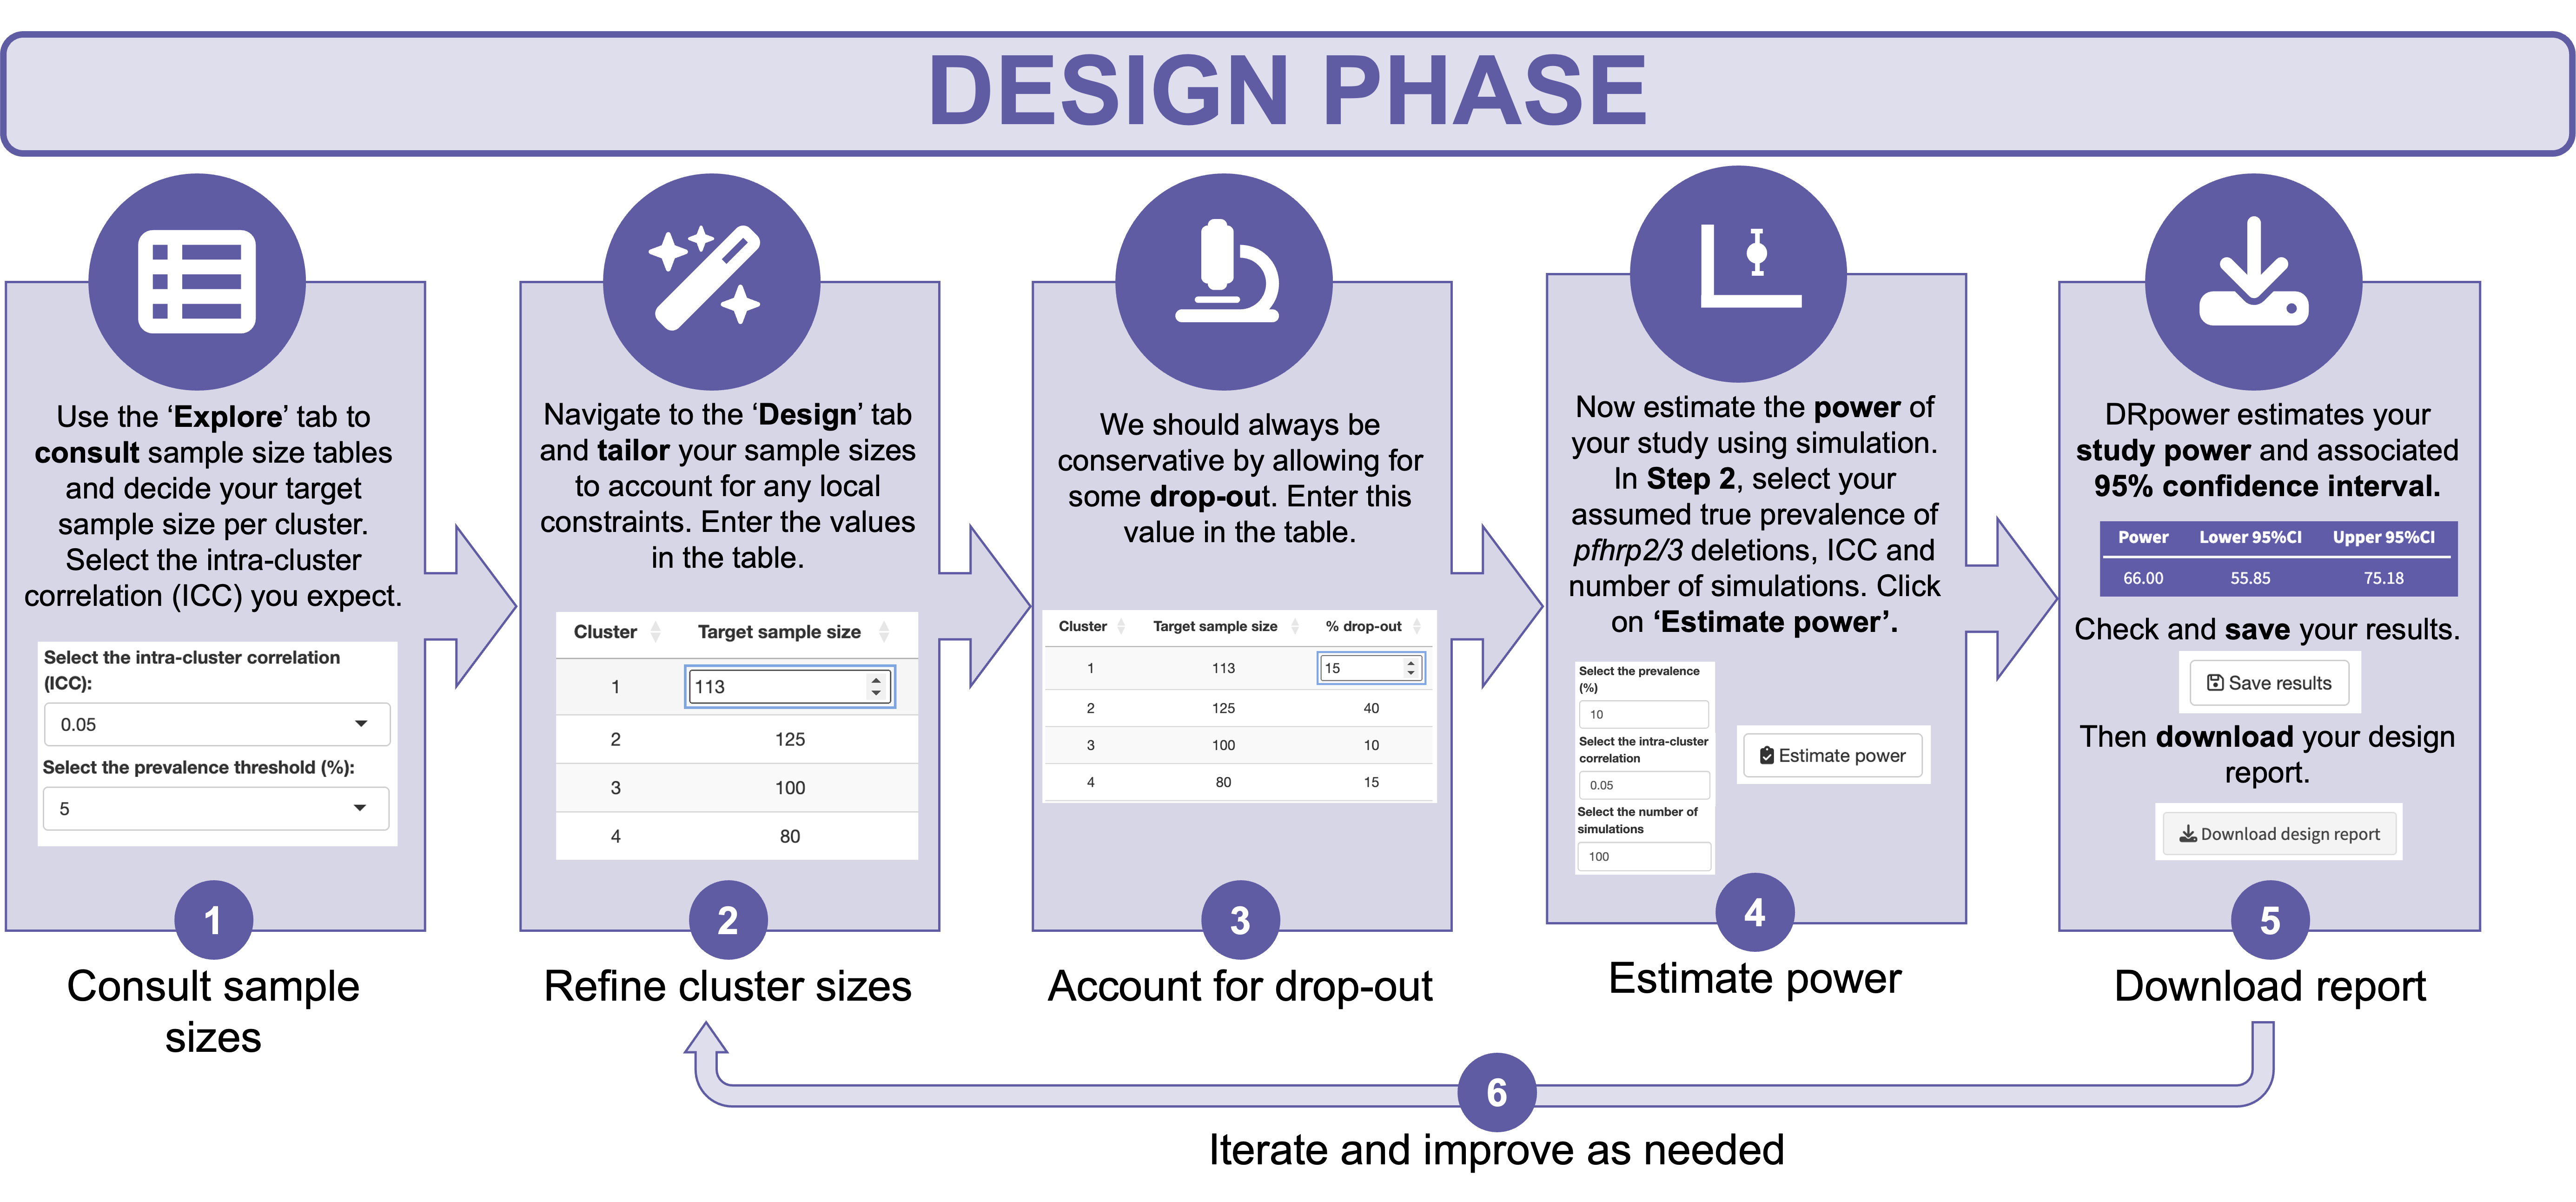 DESIGN PHASE
Use the ‘Explore’ tab to
consult sample size tables
and decide your target
sample size per cluster.
Select the intra-cluster
correlation (ICC) you expect.
Select the intra-cluster correlation
(ICC):
0.05
Select the prevalence threshold (%):
5
1
Consult sample
sizes
Navigate to the ‘Design’ tab
and tailor your sample sizes
to account for any local
constraints. Enter the values
in the table.
Cluster Target sample size
1 113
2 125
3 100
4 80
2
Refine cluster sizes
We should always be
conservative by allowing for
some drop-out. Enter this
value in the table.
Cluster Target sample size % drop-out
1 113 15
2 125 40
3 100 10
4 80 15
3
Account for drop-out
Now estimate the power of
your study using simulation.
In Step 2, select your
assumed true prevalence of
pfhrp2/3 deletions, ICC and
number of simulations. Click
on ‘Estimate power’.
Select the prevalence
(%)
10
Select the intra-cluster
correlation
0.05
Select the number of
simulations
100
Estimate power
4
Estimate power
DRpower estimates your
study power and associated
95% confidence interval.
Power Lower 95%CI Upper 95%CI
66.00 55.85 75.18
Check and save your results.
Save results
Then download your design
report.
Download design report
5
Download report
6
Iterate and improve as needed